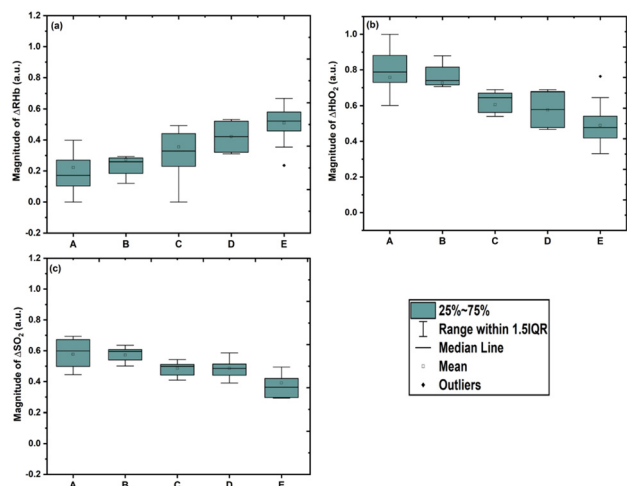 (a)
Magnitude of ΔRHb (a.u.)
1.2
1.0
0.8
0.6
0.4
0.2
0.0
0.2
A B C D E
(b)
Magnitude of ΔHbO₂ (a.u.)
1.0
0.8
0.6
0.4
0.2
0.0
A B C D E
(c)
Magnitude of ΔSO₂ (a.u.)
1.2
1.0
0.8
0.6
0.4
0.2
0.0
0.2
A B C D E
25%~75%
Range within 1.5IQR
Median Line
Mean
Outliers